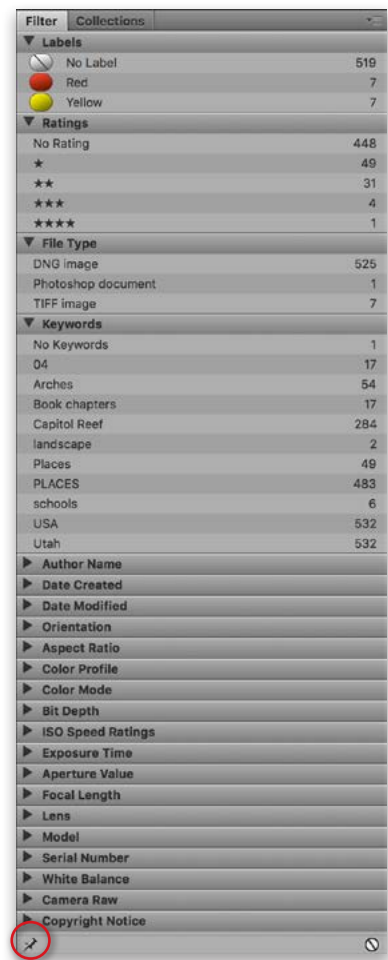 Filter Collections
Labels
No Label 519
Red 7
Yellow 7
Ratings
No Rating 448
★ 49
★★ 31
★★★ 4
★★★★ 1
File Type
DNG image 525
Photoshop document 1
TIFF image 7
Keywords
No Keywords 1
04 17
Arches 54
Book chapters 17
Capitol Reef 284
landscape 2
Places 49
PLACES 483
schools 6
USA 532
Utah 532
Author Name
Date Created
Date Modified
Orientation
Aspect Ratio
Color Profile
Color Mode
Bit Depth
ISO Speed Ratings
Exposure Time
Aperture Value
Focal Length
Lens
Model
Serial Number
White Balance
Camera Raw
Copyright Notice